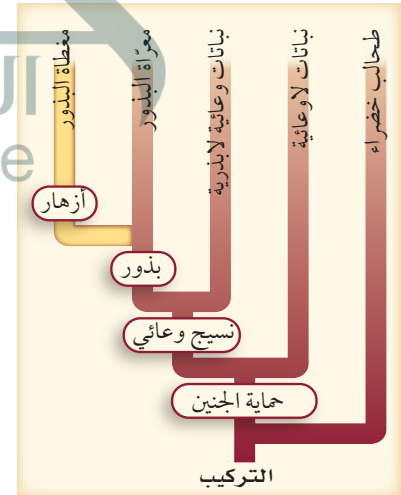 طحالب خضراء
نباتات لاوعائية
نباتات وعائية لابذرية
معرّاة البذور
مغطاة البذور
أزهار
بذور
نسيج وعائي
حماية الجنين
التركيب